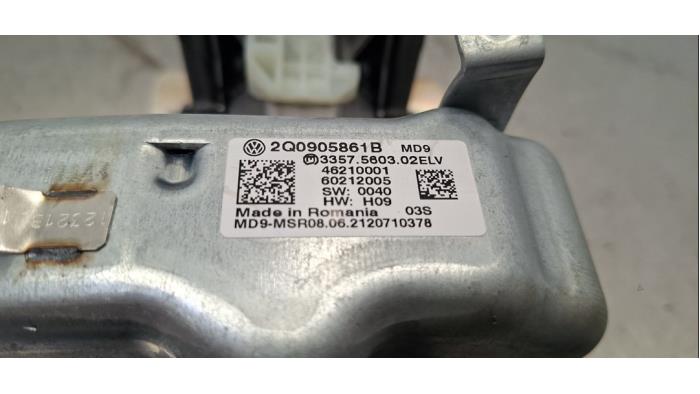 2Q0905861B MD9
3357.5603.02ELV
46210001
60212005
SW: 0040
HW: H09
Made in Romania 03S
MD9-MSR08.06.2120710378